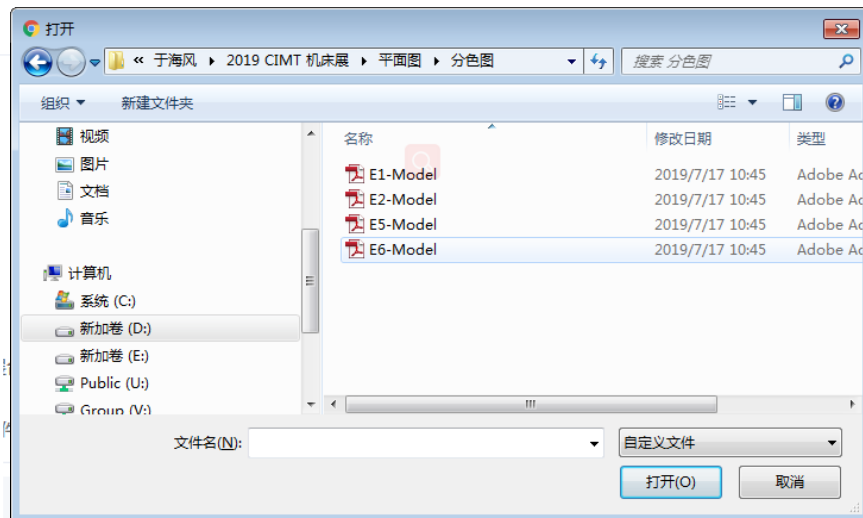 打开
« 于海风 ▸ 2019 CIMT 机床展 ▸ 平面图 ▸ 分色图
搜索 分色图
组织 新建文件夹
名称 修改日期 类型
视频
图片
文档
音乐
计算机
系统 (C:)
新加卷 (D:)
新加卷 (E:)
Public (U:)
Group (V:)
E1-Model 2019/7/17 10:45 Adobe Ac
E2-Model 2019/7/17 10:45 Adobe Ac
E5-Model 2019/7/17 10:45 Adobe Ac
E6-Model 2019/7/17 10:45 Adobe Ac
文件名(N): 自定义文件
打开(O) 取消